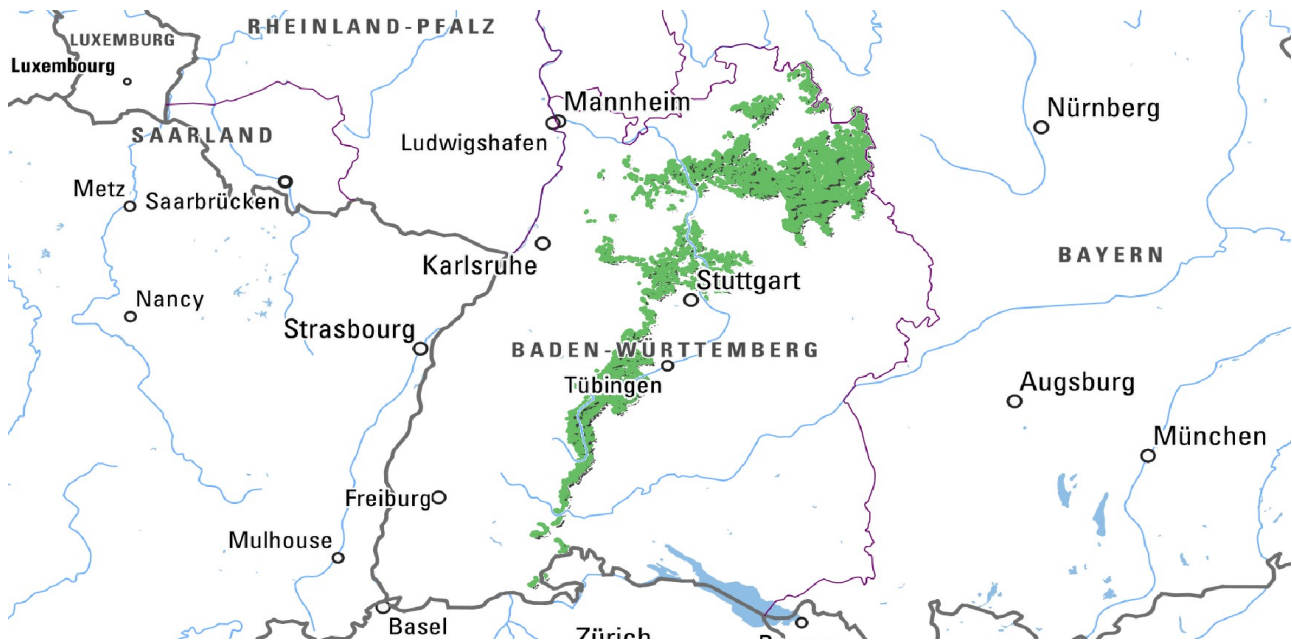 RHEINLAND-PFALZ
LUXEMBURG
Luxembourg
Mannheim
Nürnberg
SAARLAND
Ludwigshafen
Metz
Saarbrücken
Karlsruhe
BAYERN
Stuttgart
Nancy
Strasbourg
BADEN-WÜRTTEMBERG
Tübingen
Augsburg
München
Freiburg
Mulhouse
Basel
Zürich